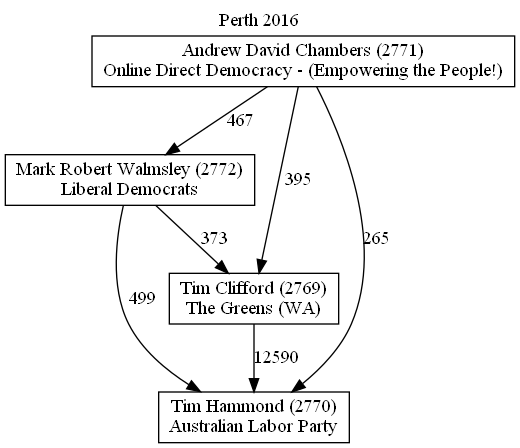 Perth 2016
Andrew David Chambers (2771)
Online Direct Democracy - (Empowering the People!)
467
395
265
Mark Robert Walmsley (2772)
Liberal Democrats
373
499
Tim Clifford (2769)
The Greens (WA)
12590
Tim Hammond (2770)
Australian Labor Party